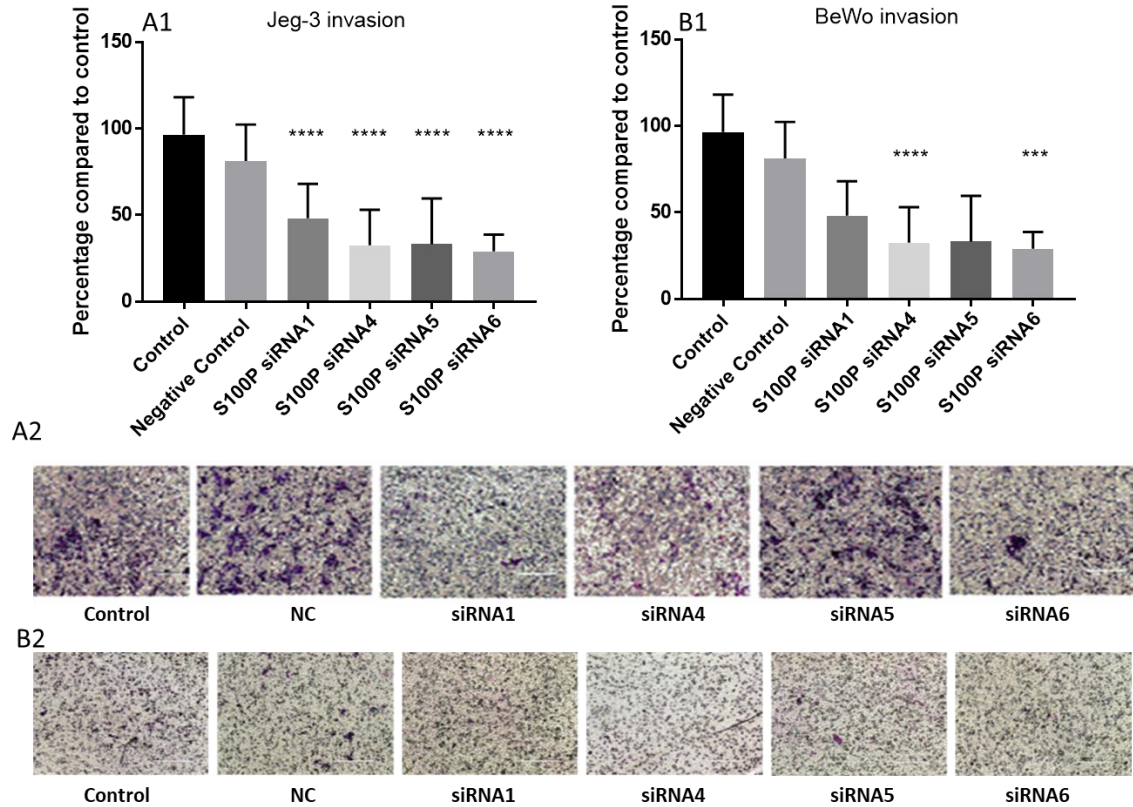 A1
Jeg-3 invasion
Percentage compared to control
150
100
50
0
**** **** **** ****
Control
Negative Control
S100P siRNA1
S100P siRNA4
S100P siRNA5
S100P siRNA6
B1
BeWo invasion
Percentage compared to control
150
100
50
0
**** ***
Control
Negative Control
S100P siRNA1
S100P siRNA4
S100P siRNA5
S100P siRNA6
A2
Control NC siRNA1 siRNA4 siRNA5 siRNA6
B2
Control NC siRNA1 siRNA4 siRNA5 siRNA6